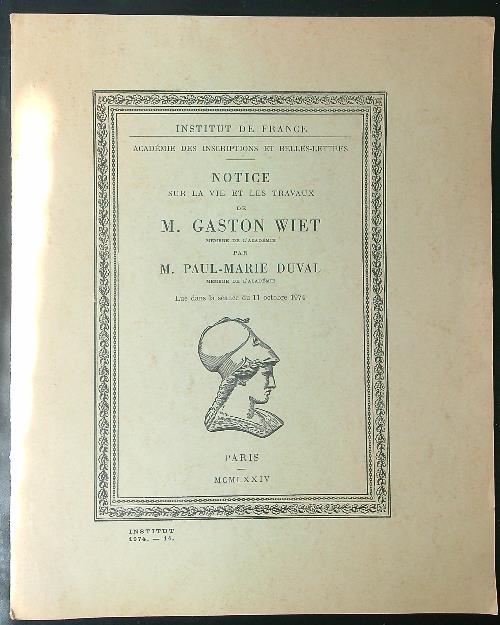 INSTITUT DE FRANCE
ACADÉMIE DES INSCRIPTIONS ET BELLES-LETTRES
NOTICE
SUR LA VIE ET LES TRAVAUX
DE
M. GASTON WIET
MEMBRE DE L'ACADÉMIE
PAR
M. PAUL-MARIE DUVAL
MEMBRE DE L'ACADÉMIE
Lue dans la séance du 11 octobre 1974
PARIS
MCMLXXIV
INSTITUT
1974. — 14.